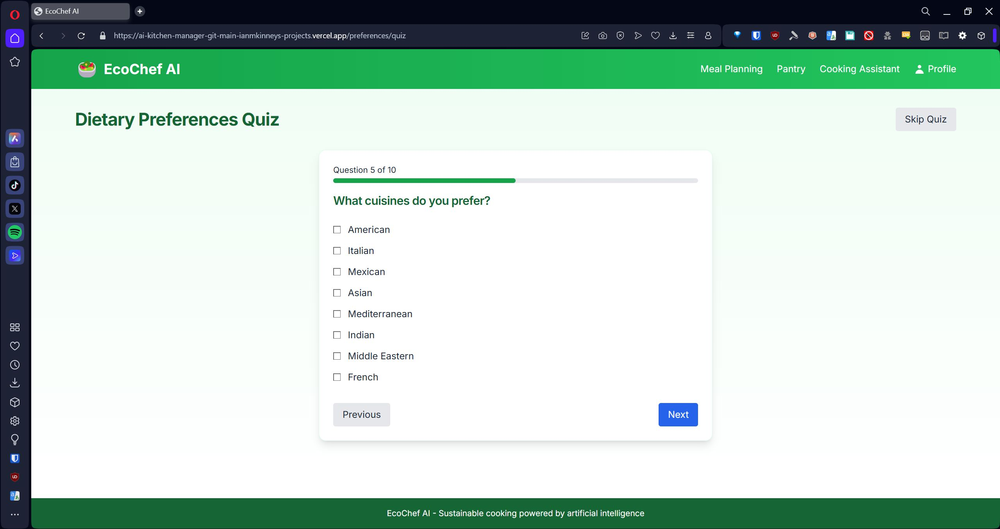 EcoChef AI
https://ai-kitchen-manager-git-main-ianmkinneys-projects.vercel.app/preferences/quiz
EcoChef AI
Meal Planning
Pantry
Cooking Assistant
Profile
Dietary Preferences Quiz
Skip Quiz
Question 5 of 10
What cuisines do you prefer?
American
Italian
Mexican
Asian
Mediterranean
Indian
Middle Eastern
French
Previous
Next
EcoChef AI - Sustainable cooking powered by artificial intelligence